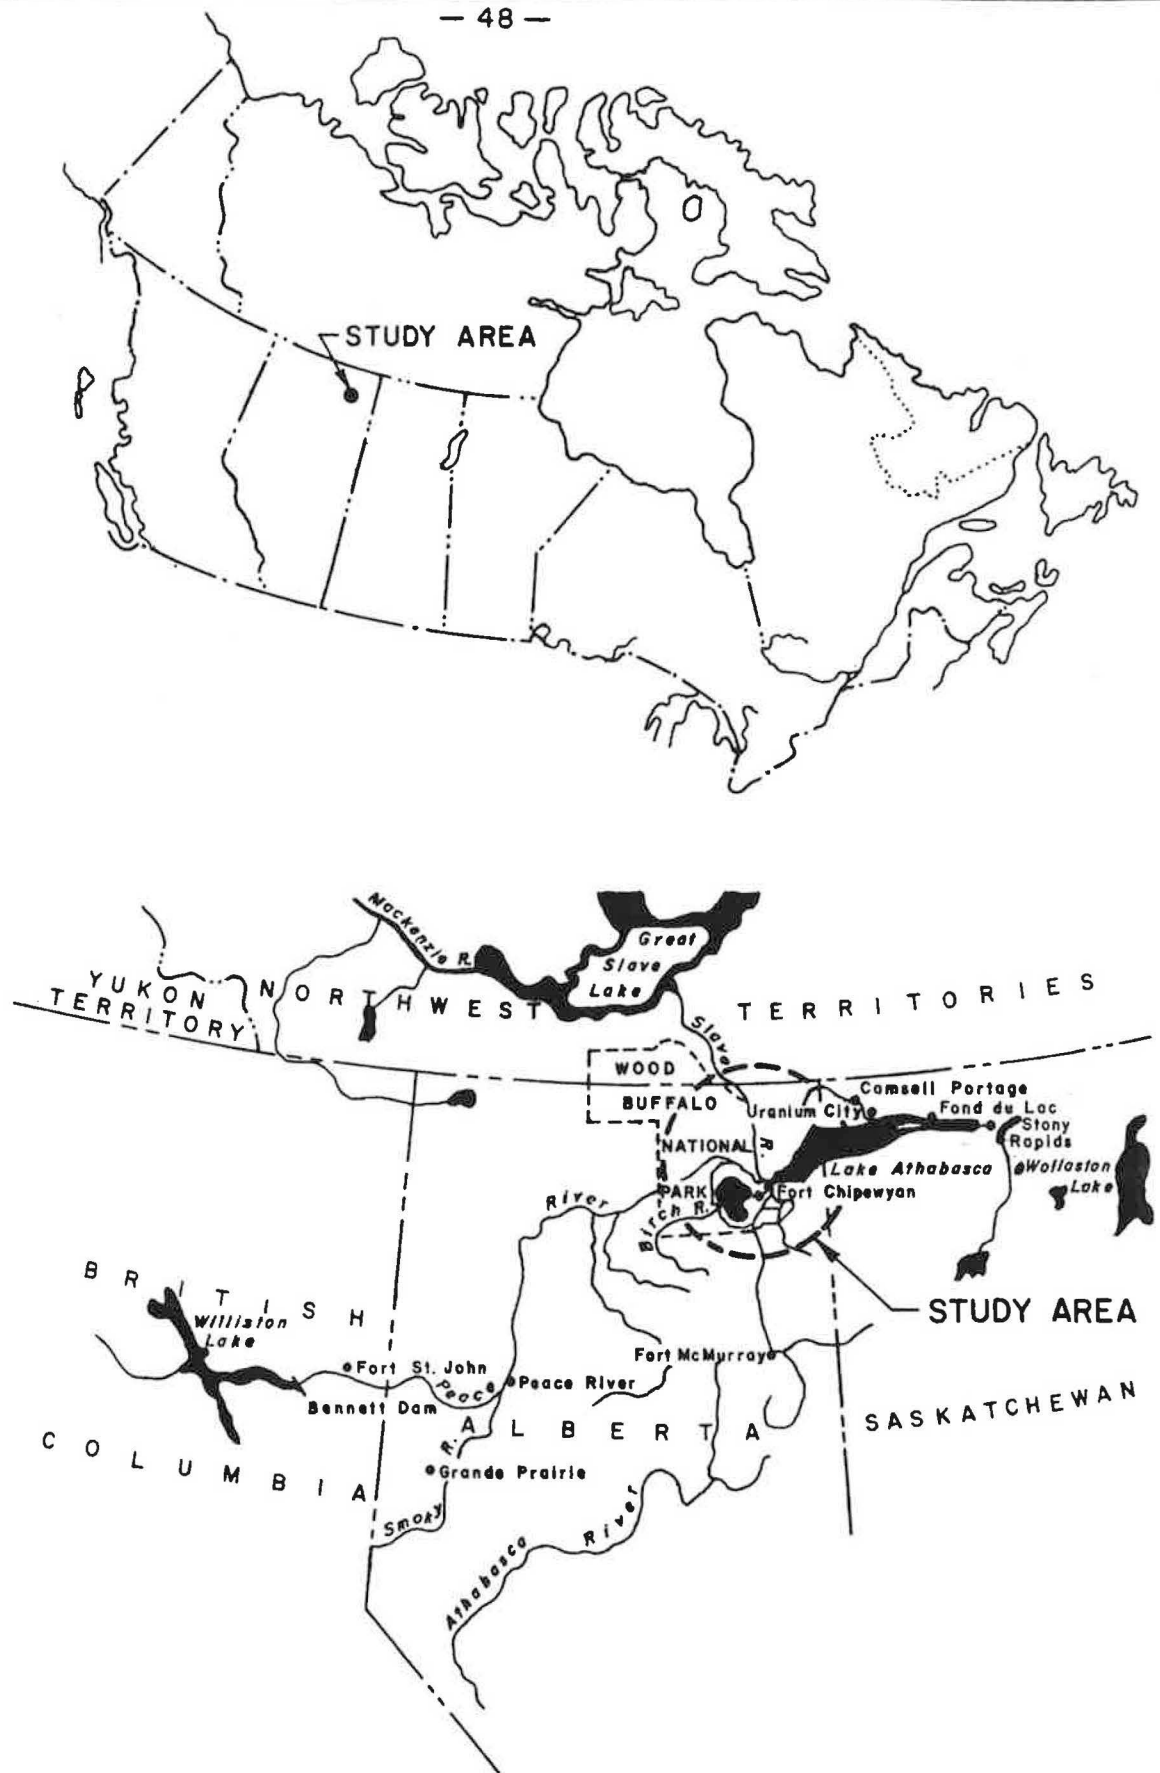 — 48 —
STUDY AREA
Mackenzie R.
Great
Slave
Lake
YUKON
TERRITORY
NORTHWEST TERRITORIES
Slave
R.
WOOD
BUFFALO
NATIONAL
PARK
Camsell Portage
Uranium City
Fond du Lac
Stony
Rapids
Lake Athabasca
Wollaston
Lake
Fort Chipewyan
River
Birch R.
BRITISH
Williston
Lake
STUDY AREA
Fort McMurray
Fort St. John
Peace
Peace River
Bennett Dam
ALBERTA
SASKATCHEWAN
COLUMBIA
R.
Grande Prairie
Smoky
River
Athabasca